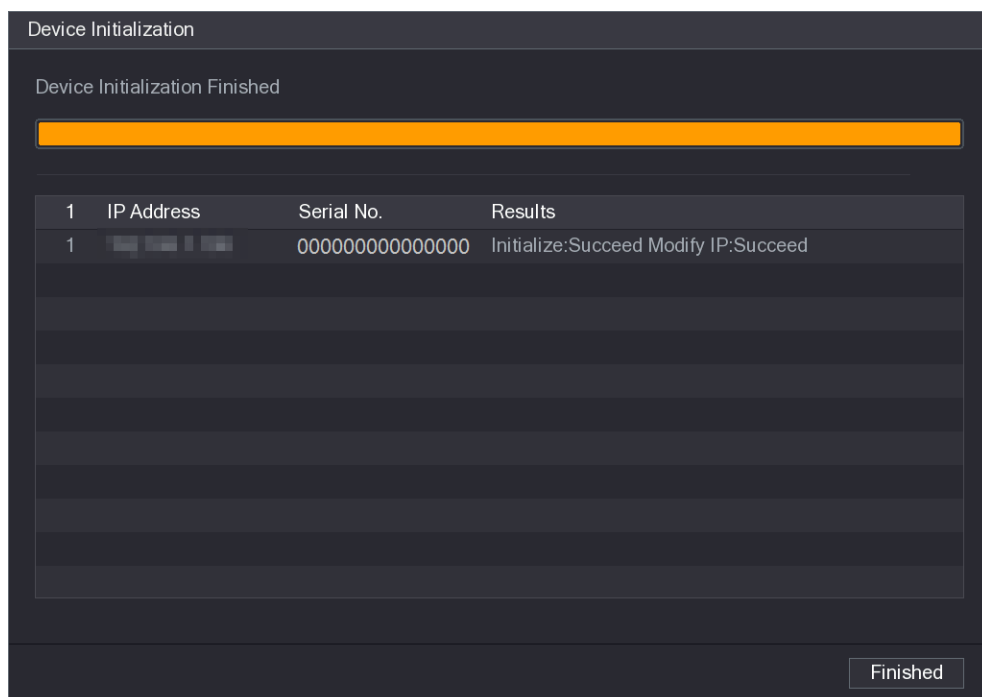 Device Initialization
Device Initialization Finished
1 IP Address Serial No. Results
1 000000000000000 Initialize:Succeed Modify IP:Succeed
Finished